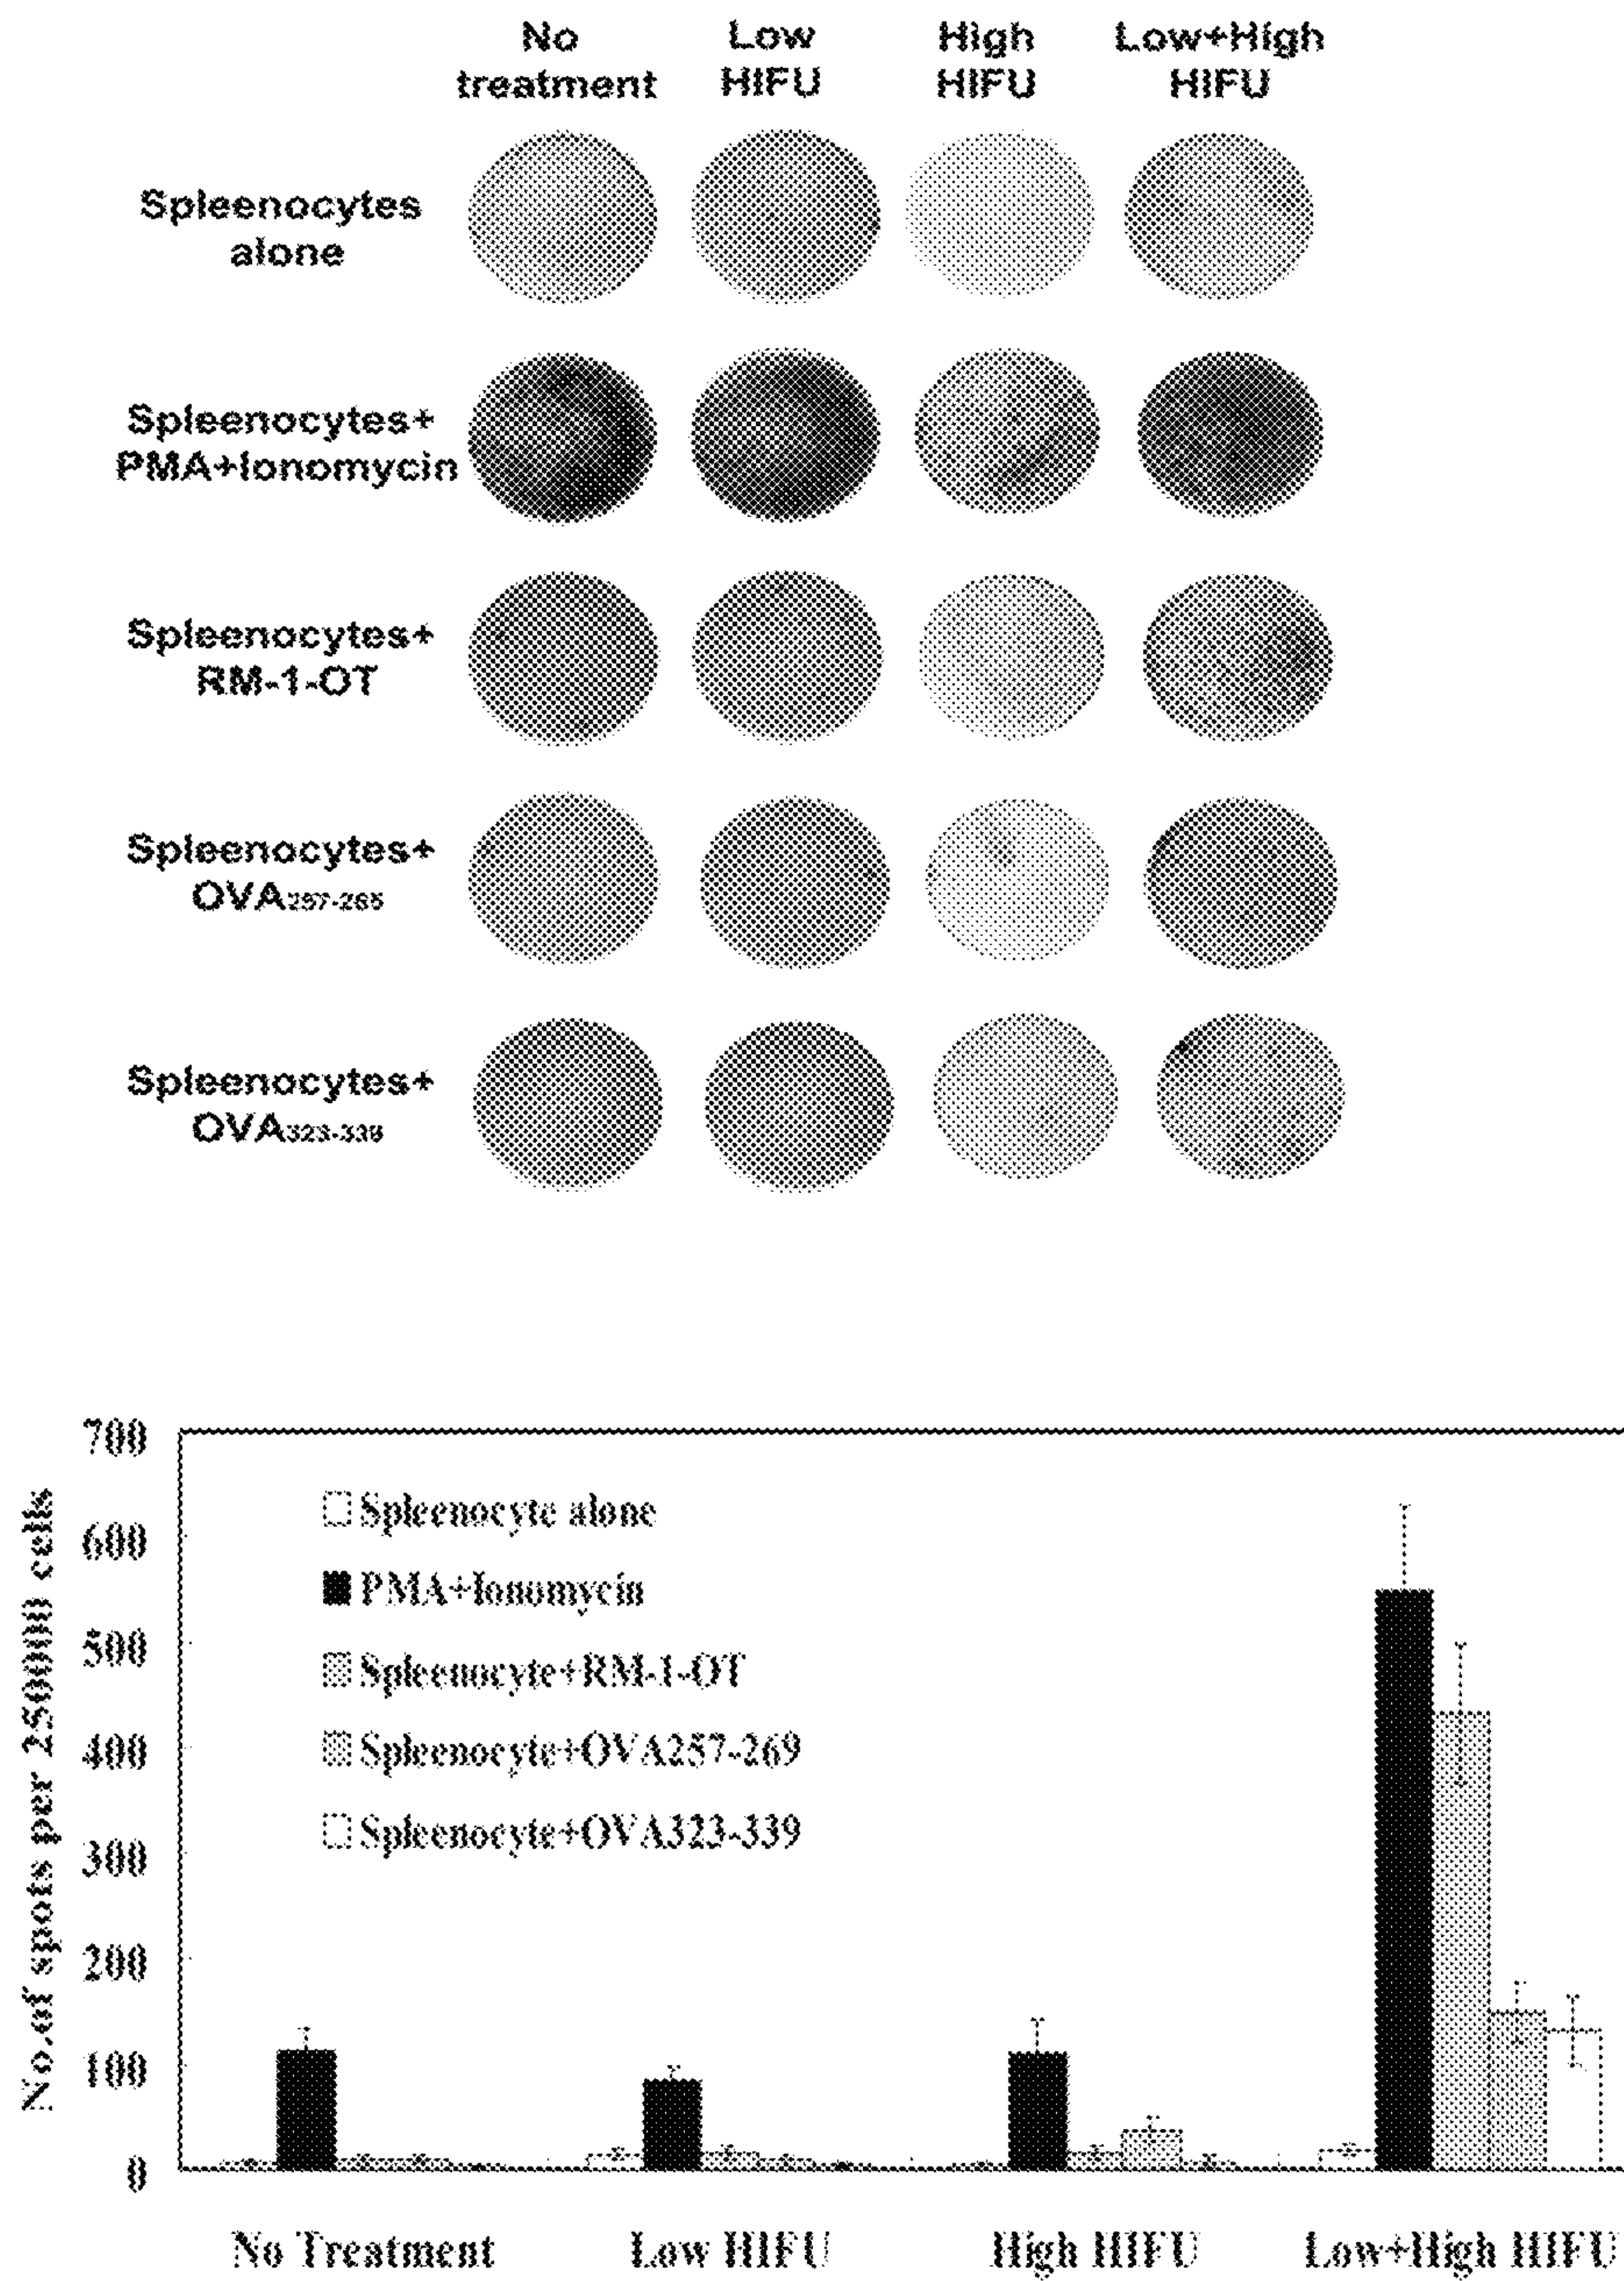 No Low High Low+High
treatment HIFU HIFU HIFU
Spleenocytes
alone
Spleenocytes+
PMA+Ionomycin
Spleenocytes+
RM-1-OT
Spleenocytes+
OVA257-265
Spleenocytes+
OVA323-339
700
600
500
400
300
200
100
0
No.of spots per 250000 cells
Spleenocyte alone
PMA+Ionomycin
Spleenocyte+RM-1-OT
Spleenocyte+OVA257-269
Spleenocyte+OVA323-339
No Treatment Low HIFU High HIFU Low+High HIFU